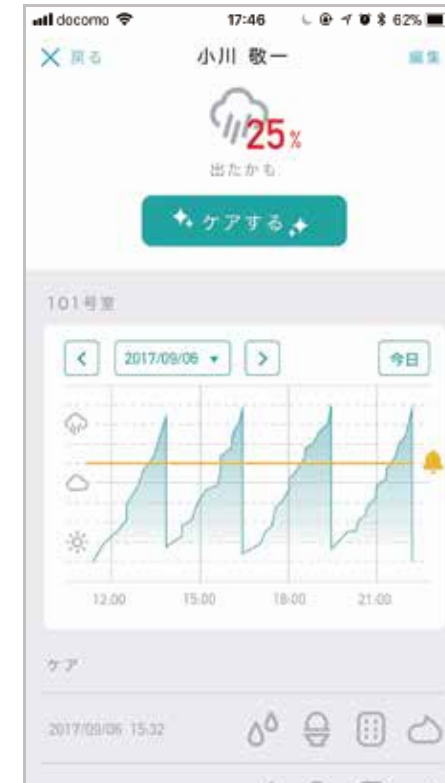 docomo 17:46 62%
戻る 小川 敬一 編集
25%
出たかも
ケアする
101号室
2017/09/06 今日
12:00 15:00 18:00 21:00
ケア
2017/09/06 15:32